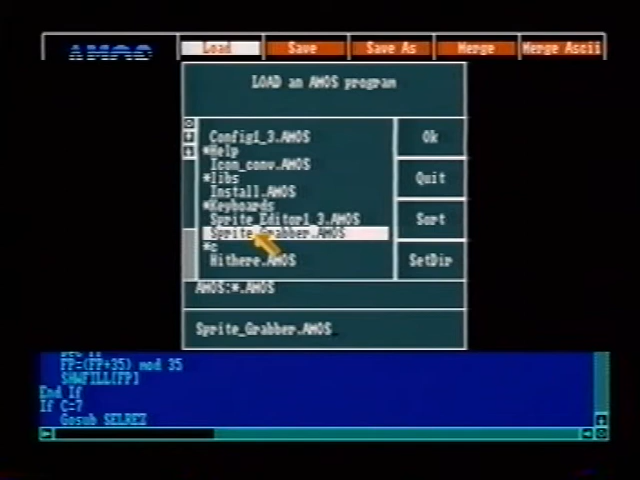 AMOS Load Save Save As Merge Merge Ascii
LOAD an AMOS program
Config1_3.AMOS
*Help
Icon_conv.AMOS
*libs
Install.AMOS
*Keyboards
Sprite_Editor1_3.AMOS
Sprite_Grabber.AMOS
*c
Hithere.AMOS
Ok
Quit
Sort
SetDir
AMOS:*.AMOS
Sprite_Grabber.AMOS
FP=(FP+35) mod 35
SHWFILL[FP]
End If
If C=7
Gosub SELREZ